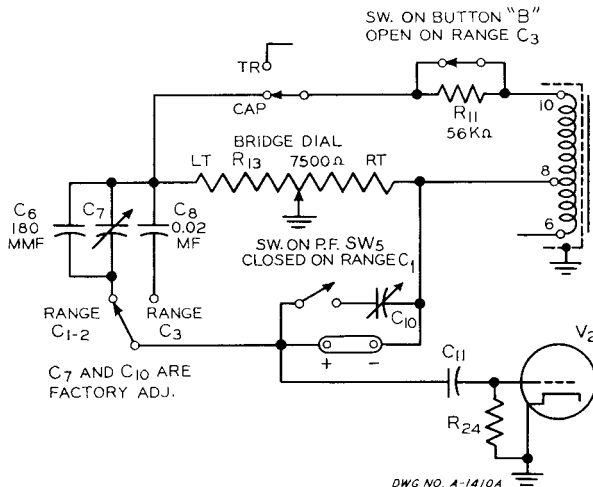 SW. ON BUTTON "B"
OPEN ON RANGE C3
TR
CAP
R11
56KΩ
10
8
6
BRIDGE DIAL
LT R13 7500Ω RT
C6
180
MMF
C7
C8
0.02
MF
SW. ON P.F. SW5
CLOSED ON RANGE C1
C10
RANGE
C1-2
RANGE
C3
+ -
C7 AND C10 ARE
FACTORY ADJ.
C11
V2
R24
DWG NO. A-1410A